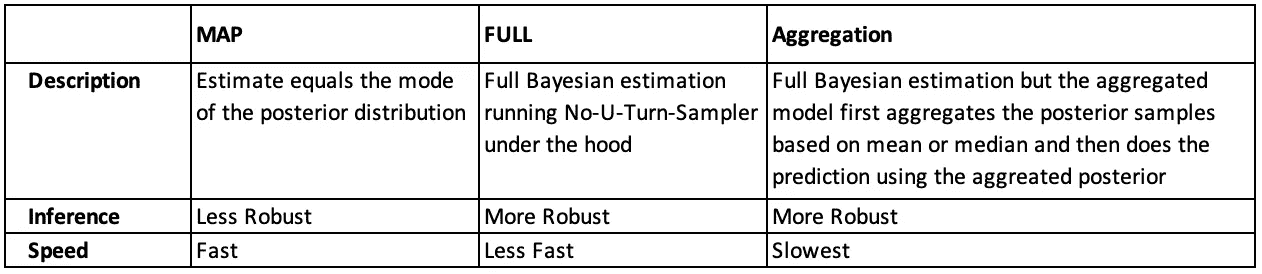 MAP FULL Aggregation
Description Estimate equals the mode Full Bayesian estimation Full Bayesian estimation but the aggregated
of the posterior distribution running No-U-Turn-Sampler model first aggregates the posterior samples
under the hood based on mean or median and then does the
prediction using the aggreated posterior
Inference Less Robust More Robust More Robust
Speed Fast Less Fast Slowest